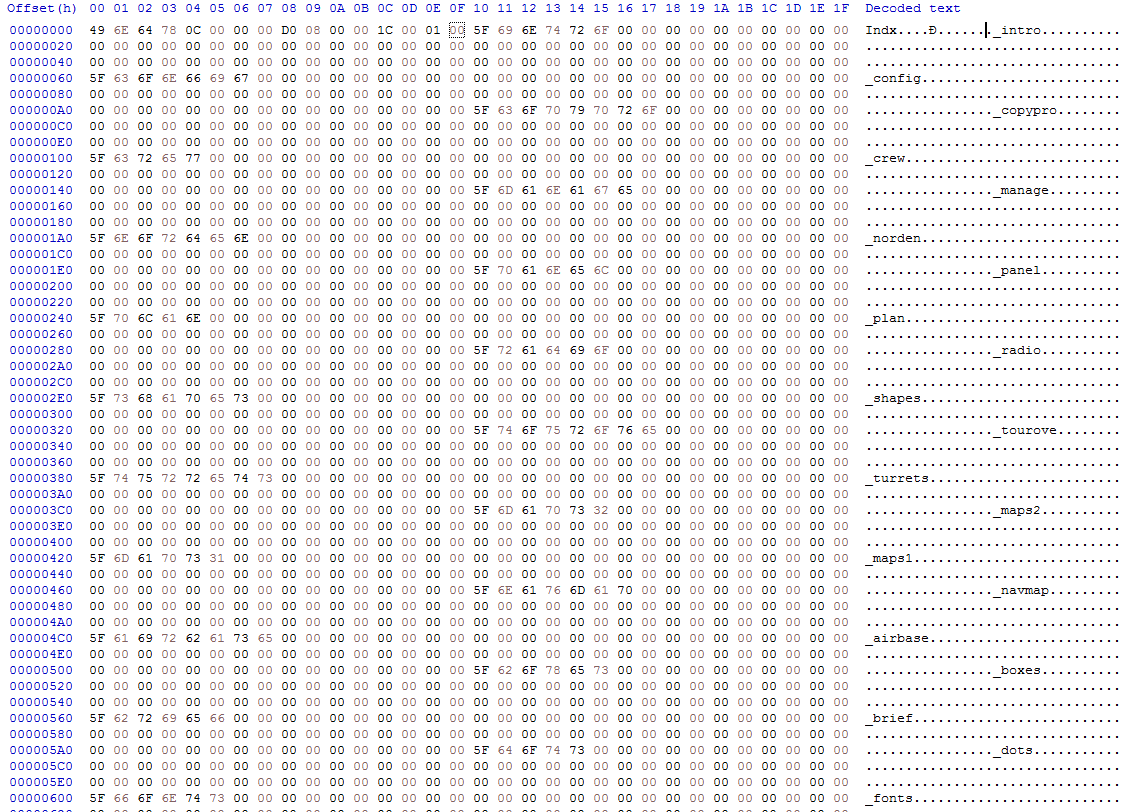 Offset(h) 00 01 02 03 04 05 06 07 08 09 0A 0B 0C 0D 0E 0F 10 11 12 13 14 15 16 17 18 19 1A 1B 1C 1D 1E 1F Decoded text
00000000 49 6E 64 78 0C 00 00 00 D0 08 00 00 1C 00 01 00 5F 69 6E 74 72 6F 00 00 00 00 00 00 00 00 00 00 Indx....Ð......._intro..........
00000020 00 00 00 00 00 00 00 00 00 00 00 00 00 00 00 00 00 00 00 00 00 00 00 00 00 00 00 00 00 00 00 00 ................................
00000040 00 00 00 00 00 00 00 00 00 00 00 00 00 00 00 00 00 00 00 00 00 00 00 00 00 00 00 00 00 00 00 00 ................................
00000060 5F 63 6F 6E 66 69 67 00 00 00 00 00 00 00 00 00 00 00 00 00 00 00 00 00 00 00 00 00 00 00 00 00 _config.........................
00000080 00 00 00 00 00 00 00 00 00 00 00 00 00 00 00 00 00 00 00 00 00 00 00 00 00 00 00 00 00 00 00 00 ................................
000000A0 00 00 00 00 00 00 00 00 00 00 00 00 00 00 00 00 5F 63 6F 70 79 70 72 6F 00 00 00 00 00 00 00 00 ................_copypro........
000000C0 00 00 00 00 00 00 00 00 00 00 00 00 00 00 00 00 00 00 00 00 00 00 00 00 00 00 00 00 00 00 00 00 ................................
000000E0 00 00 00 00 00 00 00 00 00 00 00 00 00 00 00 00 00 00 00 00 00 00 00 00 00 00 00 00 00 00 00 00 ................................
00000100 5F 63 72 65 77 00 00 00 00 00 00 00 00 00 00 00 00 00 00 00 00 00 00 00 00 00 00 00 00 00 00 00 _crew...........................
00000120 00 00 00 00 00 00 00 00 00 00 00 00 00 00 00 00 00 00 00 00 00 00 00 00 00 00 00 00 00 00 00 00 ................................
00000140 00 00 00 00 00 00 00 00 00 00 00 00 00 00 00 00 5F 6D 61 6E 61 67 65 00 00 00 00 00 00 00 00 00 ................_manage.........
00000160 00 00 00 00 00 00 00 00 00 00 00 00 00 00 00 00 00 00 00 00 00 00 00 00 00 00 00 00 00 00 00 00 ................................
00000180 00 00 00 00 00 00 00 00 00 00 00 00 00 00 00 00 00 00 00 00 00 00 00 00 00 00 00 00 00 00 00 00 ................................
000001A0 5F 6E 6F 72 64 65 6E 00 00 00 00 00 00 00 00 00 00 00 00 00 00 00 00 00 00 00 00 00 00 00 00 00 _norden.........................
000001C0 00 00 00 00 00 00 00 00 00 00 00 00 00 00 00 00 00 00 00 00 00 00 00 00 00 00 00 00 00 00 00 00 ................................
000001E0 00 00 00 00 00 00 00 00 00 00 00 00 00 00 00 00 5F 70 61 6E 65 6C 00 00 00 00 00 00 00 00 00 00 ................_panel..........
00000200 00 00 00 00 00 00 00 00 00 00 00 00 00 00 00 00 00 00 00 00 00 00 00 00 00 00 00 00 00 00 00 00 ................................
00000220 00 00 00 00 00 00 00 00 00 00 00 00 00 00 00 00 00 00 00 00 00 00 00 00 00 00 00 00 00 00 00 00 ................................
00000240 5F 70 6C 61 6E 00 00 00 00 00 00 00 00 00 00 00 00 00 00 00 00 00 00 00 00 00 00 00 00 00 00 00 _plan...........................
00000260 00 00 00 00 00 00 00 00 00 00 00 00 00 00 00 00 00 00 00 00 00 00 00 00 00 00 00 00 00 00 00 00 ................................
00000280 00 00 00 00 00 00 00 00 00 00 00 00 00 00 00 00 5F 72 61 64 69 6F 00 00 00 00 00 00 00 00 00 00 ................_radio..........
000002A0 00 00 00 00 00 00 00 00 00 00 00 00 00 00 00 00 00 00 00 00 00 00 00 00 00 00 00 00 00 00 00 00 ................................
000002C0 00 00 00 00 00 00 00 00 00 00 00 00 00 00 00 00 00 00 00 00 00 00 00 00 00 00 00 00 00 00 00 00 ................................
000002E0 5F 73 68 61 70 65 73 00 00 00 00 00 00 00 00 00 00 00 00 00 00 00 00 00 00 00 00 00 00 00 00 00 _shapes.........................
00000300 00 00 00 00 00 00 00 00 00 00 00 00 00 00 00 00 00 00 00 00 00 00 00 00 00 00 00 00 00 00 00 00 ................................
00000320 00 00 00 00 00 00 00 00 00 00 00 00 00 00 00 00 5F 74 6F 75 72 6F 76 65 00 00 00 00 00 00 00 00 ................_tourove........
00000340 00 00 00 00 00 00 00 00 00 00 00 00 00 00 00 00 00 00 00 00 00 00 00 00 00 00 00 00 00 00 00 00 ................................
00000360 00 00 00 00 00 00 00 00 00 00 00 00 00 00 00 00 00 00 00 00 00 00 00 00 00 00 00 00 00 00 00 00 ................................
00000380 5F 74 75 72 72 65 74 73 00 00 00 00 00 00 00 00 00 00 00 00 00 00 00 00 00 00 00 00 00 00 00 00 _turrets........................
000003A0 00 00 00 00 00 00 00 00 00 00 00 00 00 00 00 00 00 00 00 00 00 00 00 00 00 00 00 00 00 00 00 00 ................................
000003C0 00 00 00 00 00 00 00 00 00 00 00 00 00 00 00 00 5F 6D 61 70 73 32 00 00 00 00 00 00 00 00 00 00 ................_maps2..........
000003E0 00 00 00 00 00 00 00 00 00 00 00 00 00 00 00 00 00 00 00 00 00 00 00 00 00 00 00 00 00 00 00 00 ................................
00000400 00 00 00 00 00 00 00 00 00 00 00 00 00 00 00 00 00 00 00 00 00 00 00 00 00 00 00 00 00 00 00 00 ................................
00000420 5F 6D 61 70 73 31 00 00 00 00 00 00 00 00 00 00 00 00 00 00 00 00 00 00 00 00 00 00 00 00 00 00 _maps1..........................
00000440 00 00 00 00 00 00 00 00 00 00 00 00 00 00 00 00 00 00 00 00 00 00 00 00 00 00 00 00 00 00 00 00 ................................
00000460 00 00 00 00 00 00 00 00 00 00 00 00 00 00 00 00 5F 6E 61 76 6D 61 70 00 00 00 00 00 00 00 00 00 ................_navmap.........
00000480 00 00 00 00 00 00 00 00 00 00 00 00 00 00 00 00 00 00 00 00 00 00 00 00 00 00 00 00 00 00 00 00 ................................
000004A0 00 00 00 00 00 00 00 00 00 00 00 00 00 00 00 00 00 00 00 00 00 00 00 00 00 00 00 00 00 00 00 00 ................................
000004C0 5F 61 69 72 62 61 73 65 00 00 00 00 00 00 00 00 00 00 00 00 00 00 00 00 00 00 00 00 00 00 00 00 _airbase........................
000004E0 00 00 00 00 00 00 00 00 00 00 00 00 00 00 00 00 00 00 00 00 00 00 00 00 00 00 00 00 00 00 00 00 ................................
00000500 00 00 00 00 00 00 00 00 00 00 00 00 00 00 00 00 5F 62 6F 78 65 73 00 00 00 00 00 00 00 00 00 00 ................_boxes..........
00000520 00 00 00 00 00 00 00 00 00 00 00 00 00 00 00 00 00 00 00 00 00 00 00 00 00 00 00 00 00 00 00 00 ................................
00000540 00 00 00 00 00 00 00 00 00 00 00 00 00 00 00 00 00 00 00 00 00 00 00 00 00 00 00 00 00 00 00 00 ................................
00000560 5F 62 72 69 65 66 00 00 00 00 00 00 00 00 00 00 00 00 00 00 00 00 00 00 00 00 00 00 00 00 00 00 _brief..........................
00000580 00 00 00 00 00 00 00 00 00 00 00 00 00 00 00 00 00 00 00 00 00 00 00 00 00 00 00 00 00 00 00 00 ................................
000005A0 00 00 00 00 00 00 00 00 00 00 00 00 00 00 00 00 5F 64 6F 74 73 00 00 00 00 00 00 00 00 00 00 00 ................_dots...........
000005C0 00 00 00 00 00 00 00 00 00 00 00 00 00 00 00 00 00 00 00 00 00 00 00 00 00 00 00 00 00 00 00 00 ................................
000005E0 00 00 00 00 00 00 00 00 00 00 00 00 00 00 00 00 00 00 00 00 00 00 00 00 00 00 00 00 00 00 00 00 ................................
00000600 5F 66 6F 6E 74 73 00 00 00 00 00 00 00 00 00 00 00 00 00 00 00 00 00 00 00 00 00 00 00 00 00 00 _fonts..........................